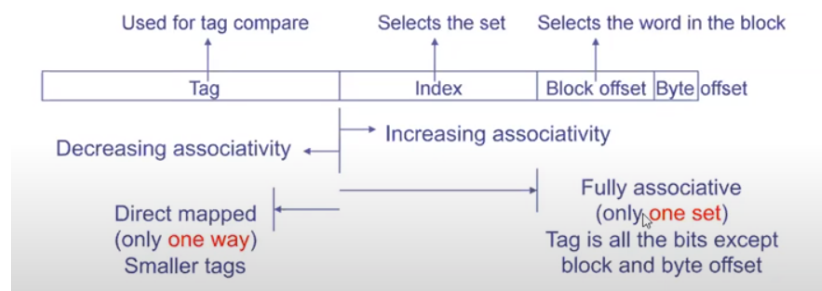 Used for tag compare
Selects the set
Selects the word in the block
Tag
Index
Block offset
Byte offset
Increasing associativity
Decreasing associativity
Fully associative
(only one set)
Tag is all the bits except
block and byte offset
Direct mapped
(only one way)
Smaller tags